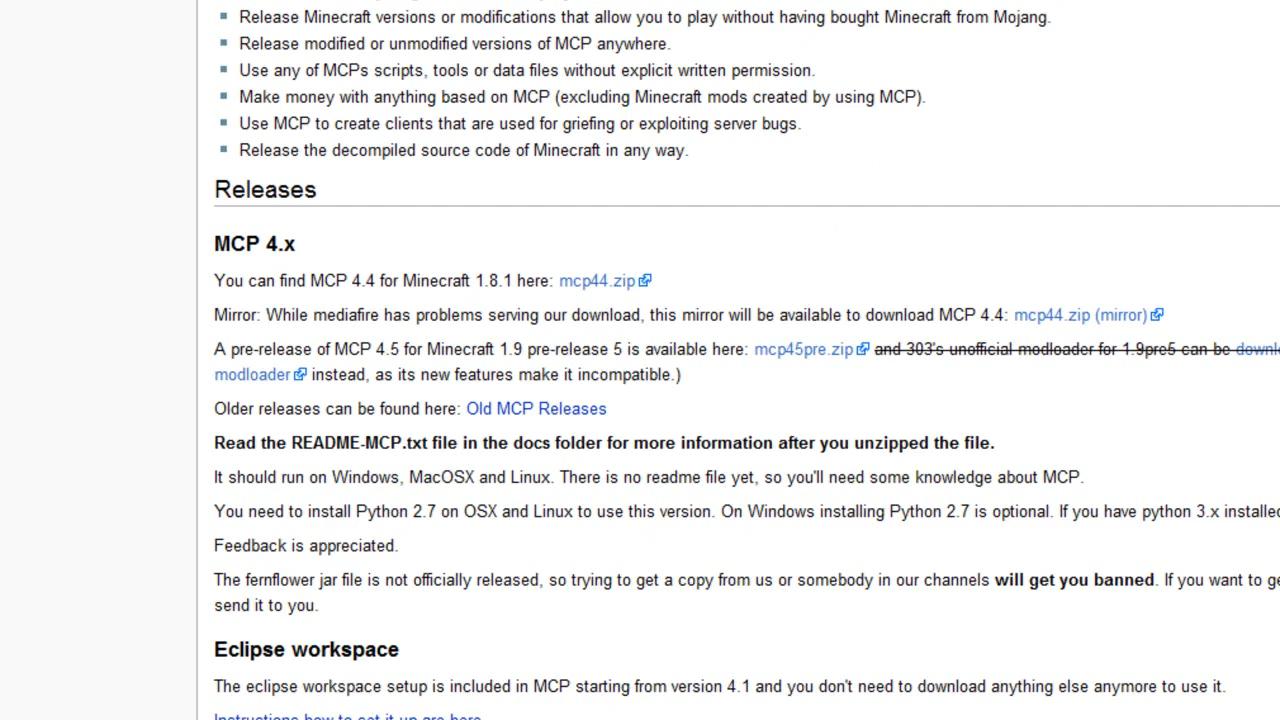 Release Minecraft versions or modifications that allow you to play without having bought Minecraft from Mojang.
Release modified or unmodified versions of MCP anywhere.
Use any of MCPs scripts, tools or data files without explicit written permission.
Make money with anything based on MCP (excluding Minecraft mods created by using MCP).
Use MCP to create clients that are used for griefing or exploiting server bugs.
Release the decompiled source code of Minecraft in any way.
Releases
MCP 4.x
You can find MCP 4.4 for Minecraft 1.8.1 here: mcp44.zip
Mirror: While mediafire has problems serving our download, this mirror will be available to download MCP 4.4: mcp44.zip (mirror)
A pre-release of MCP 4.5 for Minecraft 1.9 pre-release 5 is available here: mcp45pre.zip and 303's unofficial modloader for 1.9pre5 can be downl
modloader instead, as its new features make it incompatible.)
Older releases can be found here: Old MCP Releases
Read the README-MCP.txt file in the docs folder for more information after you unzipped the file.
It should run on Windows, MacOSX and Linux. There is no readme file yet, so you'll need some knowledge about MCP.
You need to install Python 2.7 on OSX and Linux to use this version. On Windows installing Python 2.7 is optional. If you have python 3.x installed
Feedback is appreciated.
The fernflower jar file is not officially released, so trying to get a copy from us or somebody in our channels will get you banned. If you want to ge
send it to you.
Eclipse workspace
The eclipse workspace setup is included in MCP starting from version 4.1 and you don't need to download anything else anymore to use it.
Instructions how to set it up are here